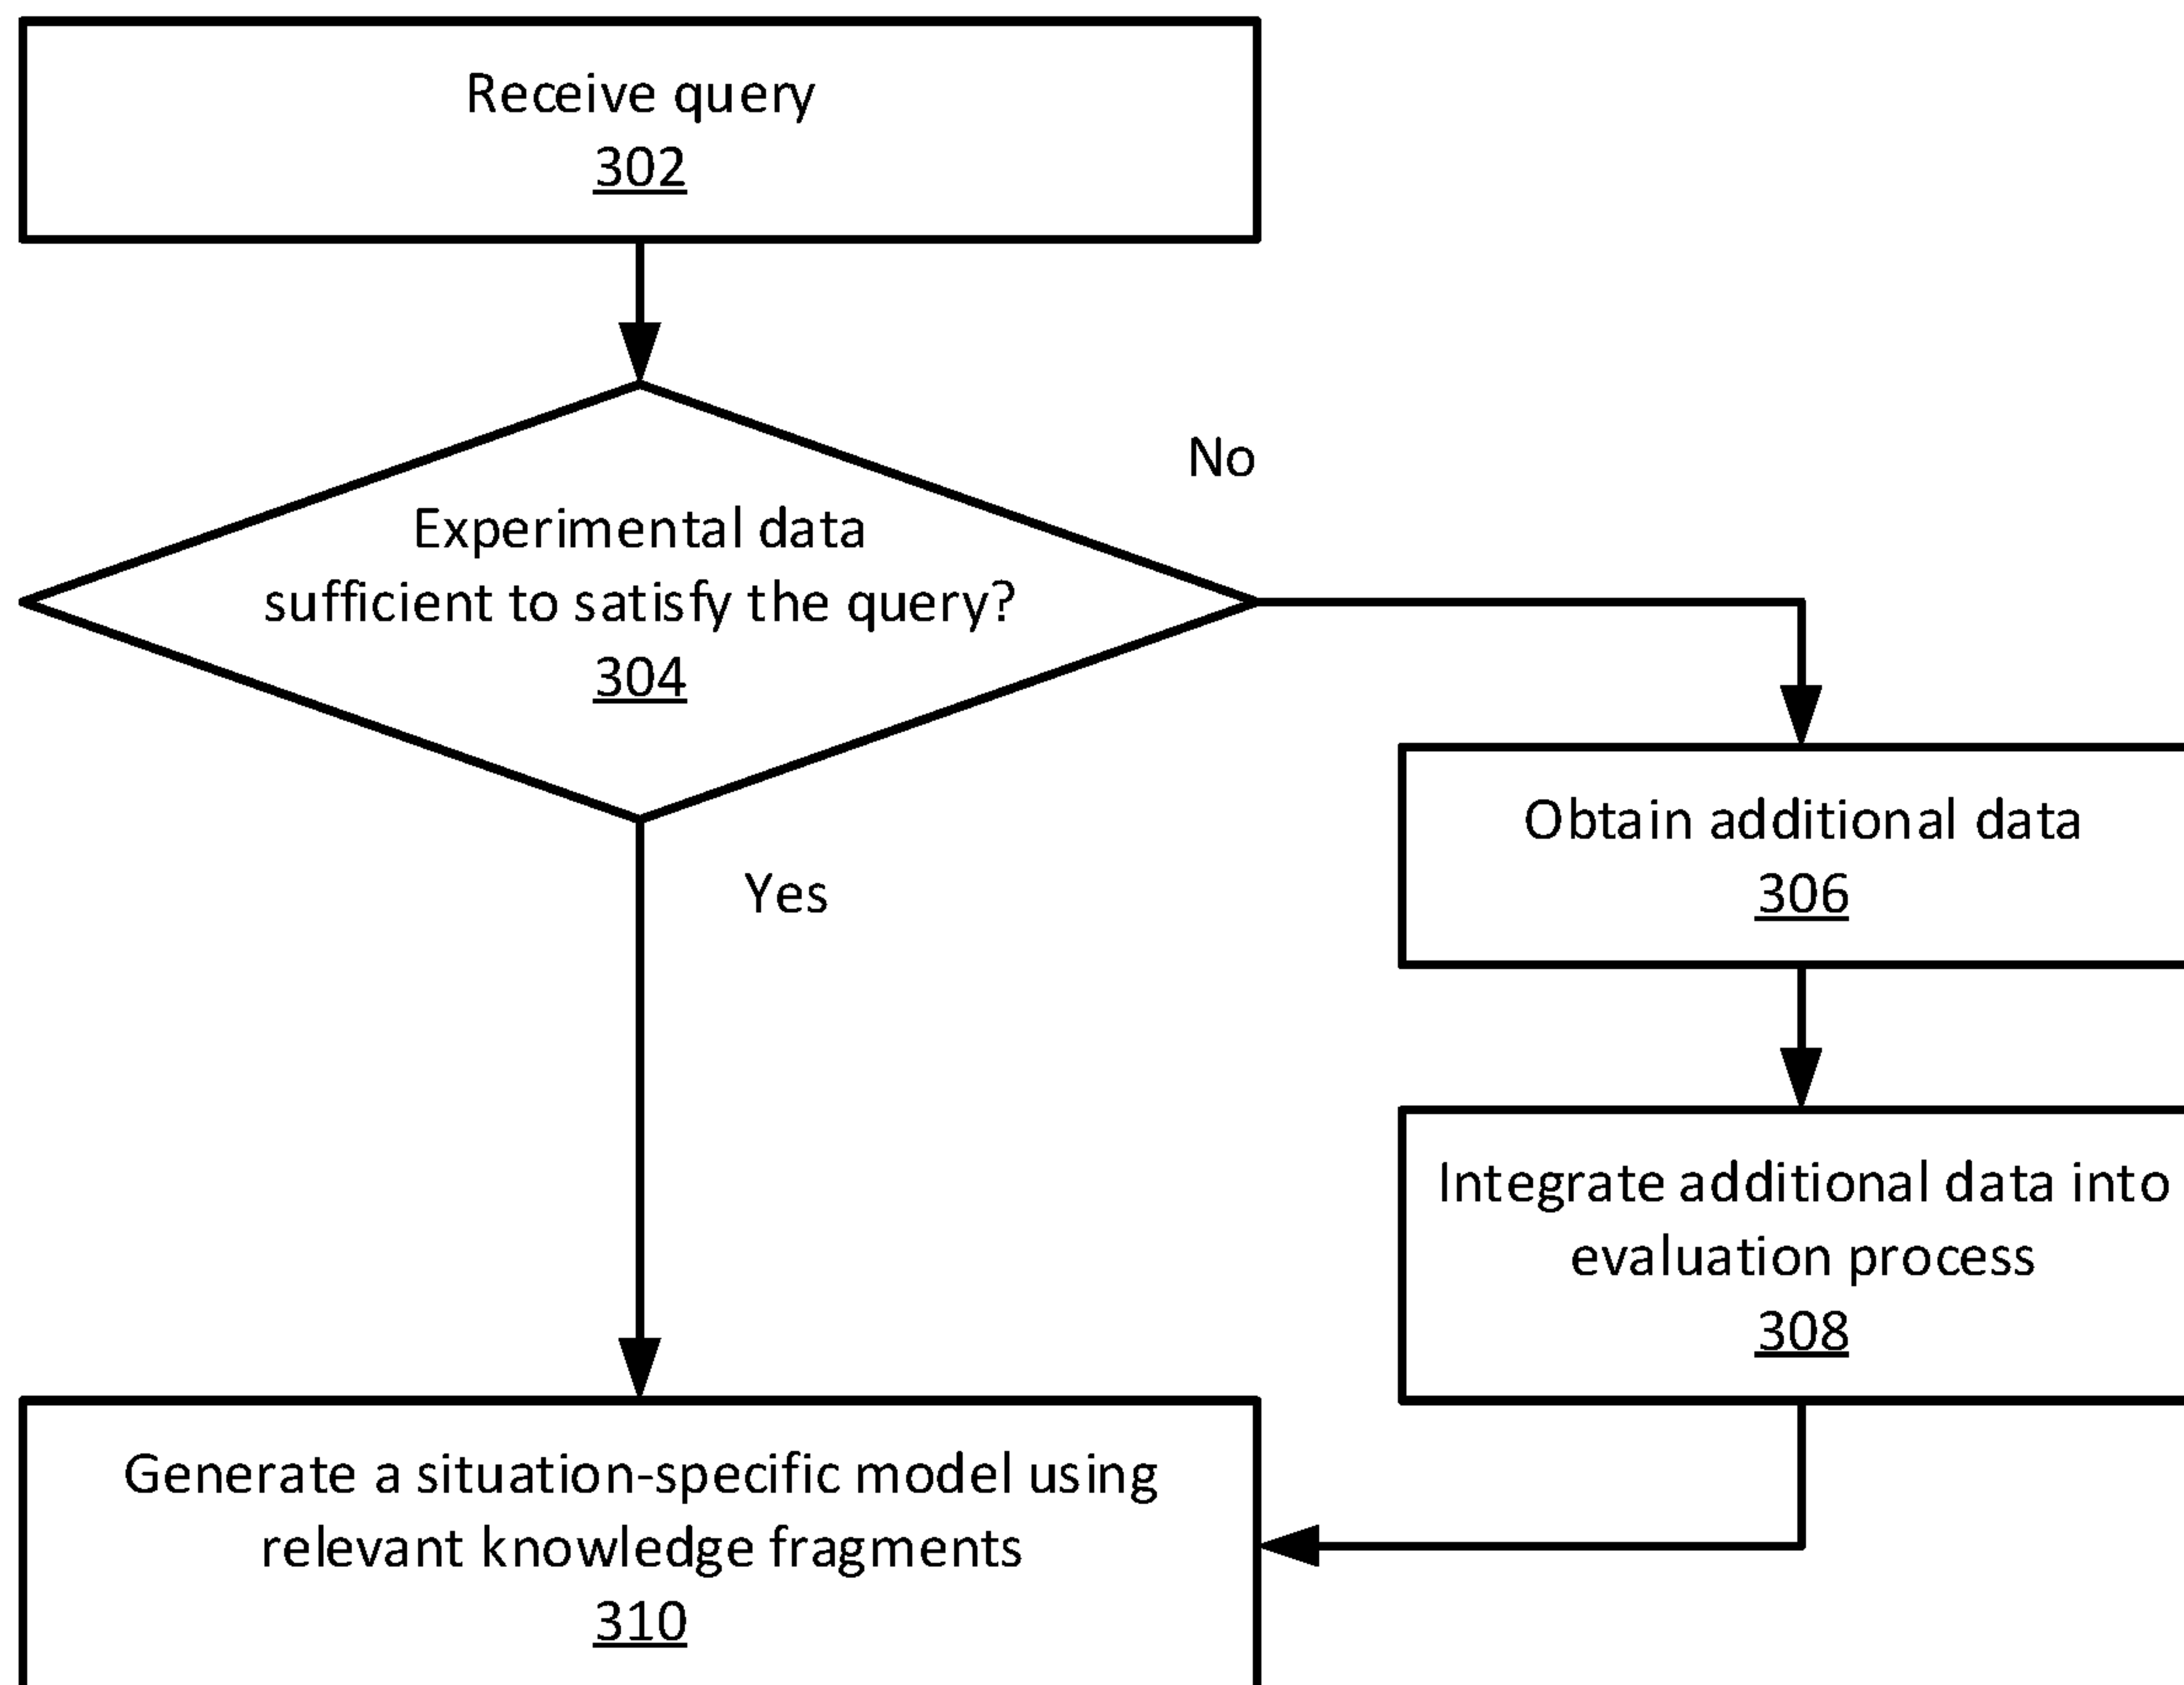 Receive query
302
Experimental data
sufficient to satisfy the query?
304
No
Yes
Obtain additional data
306
Integrate additional data into
evaluation process
308
Generate a situation-specific model using
relevant knowledge fragments
310